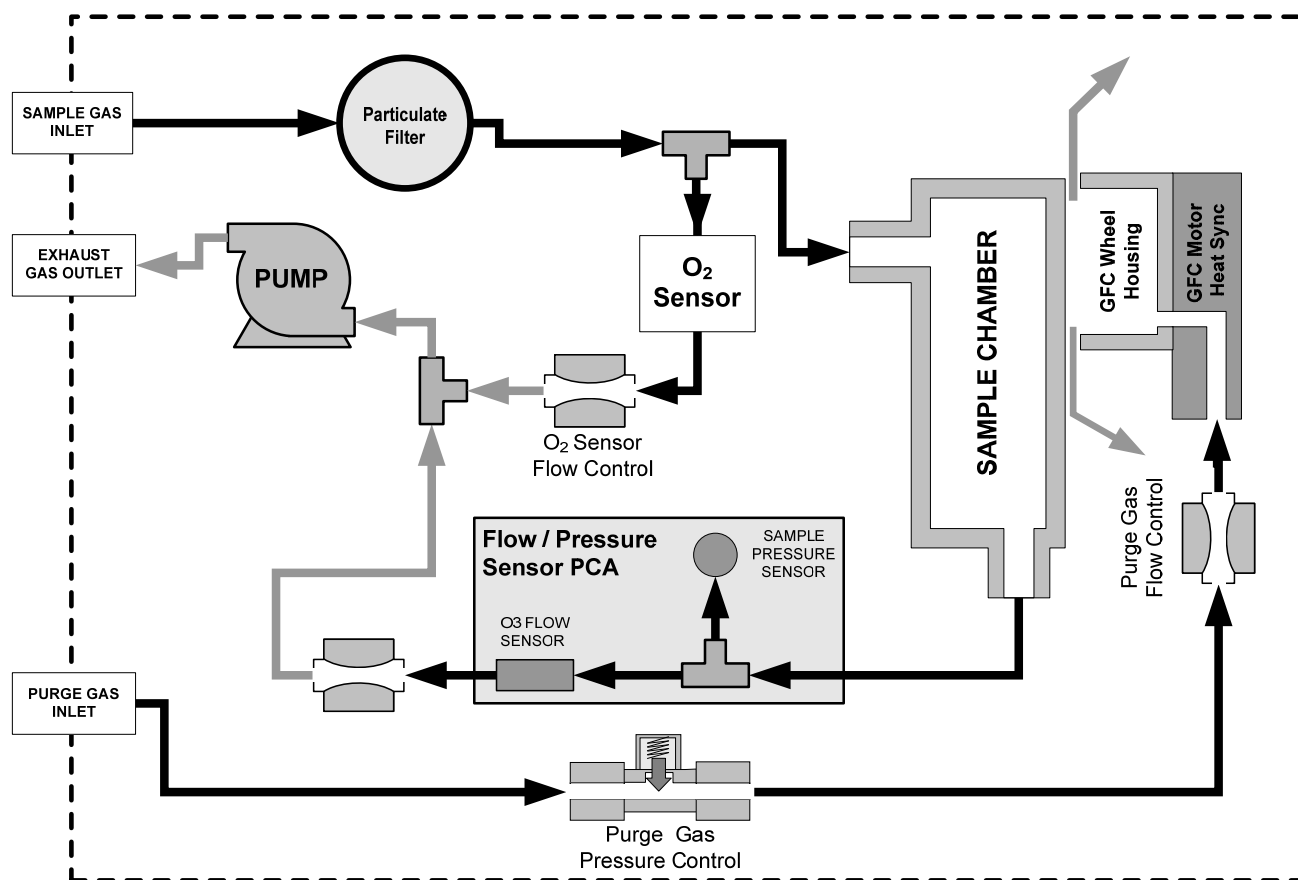 SAMPLE GAS
INLET
Particulate
Filter
EXHAUST
GAS OUTLET
PUMP
O₂
Sensor
SAMPLE CHAMBER
GFC Wheel
Housing
GFC Motor
Heat Sync
O₂ Sensor
Flow Control
Purge Gas
Flow Control
Flow / Pressure
Sensor PCA
SAMPLE
PRESSURE
SENSOR
O3 FLOW
SENSOR
PURGE GAS
INLET
Purge Gas
Pressure Control